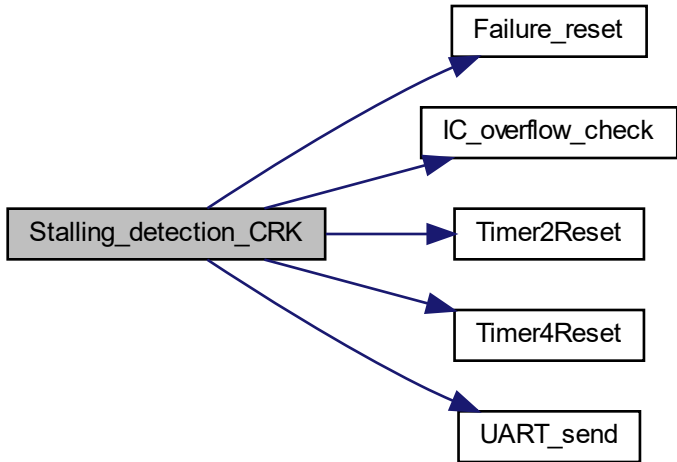 Failure_reset
IC_overflow_check
Stalling_detection_CRK
Timer2Reset
Timer4Reset
UART_send